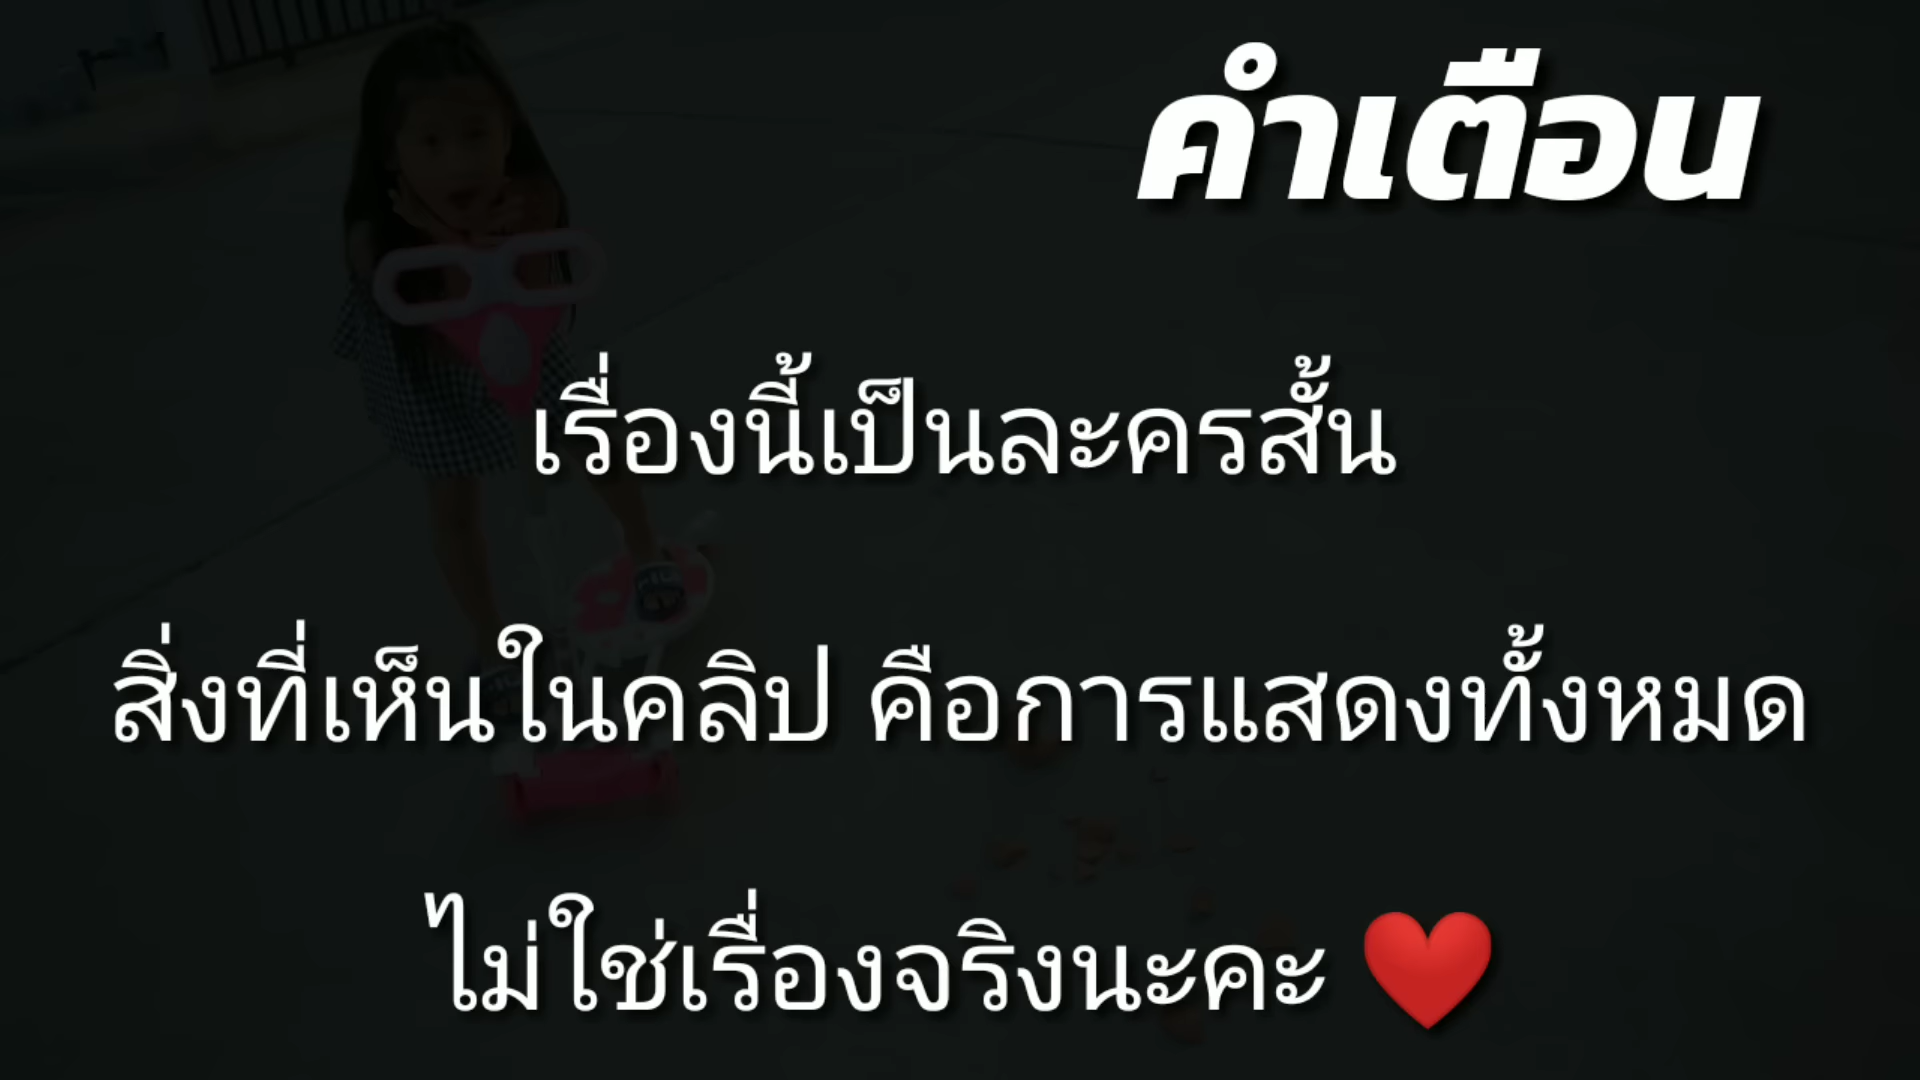 คำเตือน
เรื่องนี้เป็นละครสั้น
สิ่งที่เห็นในคลิป คือการแสดงทั้งหมด
ไม่ใช่เรื่องจริงนะคะ ❤️